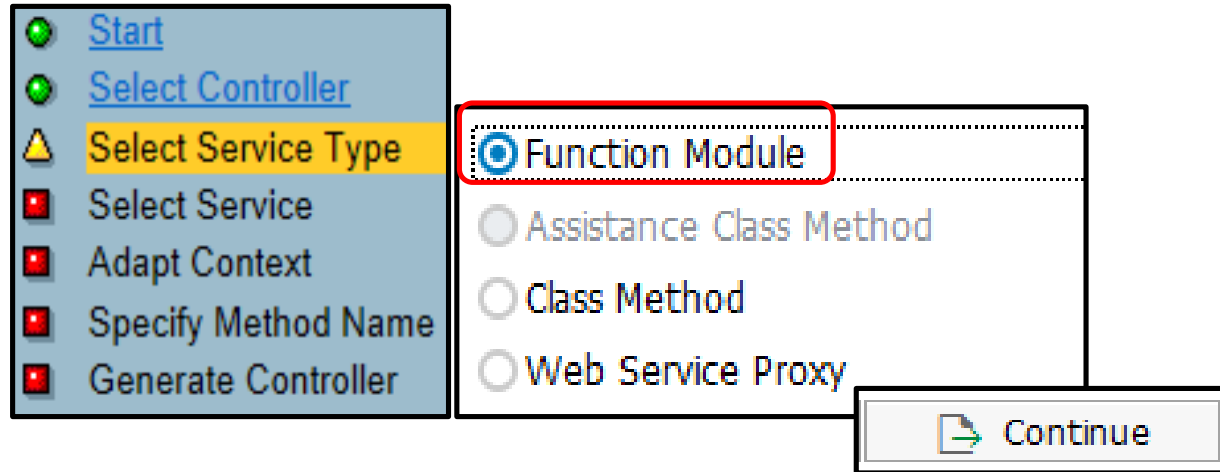 Start
Select Controller
Select Service Type
Select Service
Adapt Context
Specify Method Name
Generate Controller
Function Module
Assistance Class Method
Class Method
Web Service Proxy
Continue